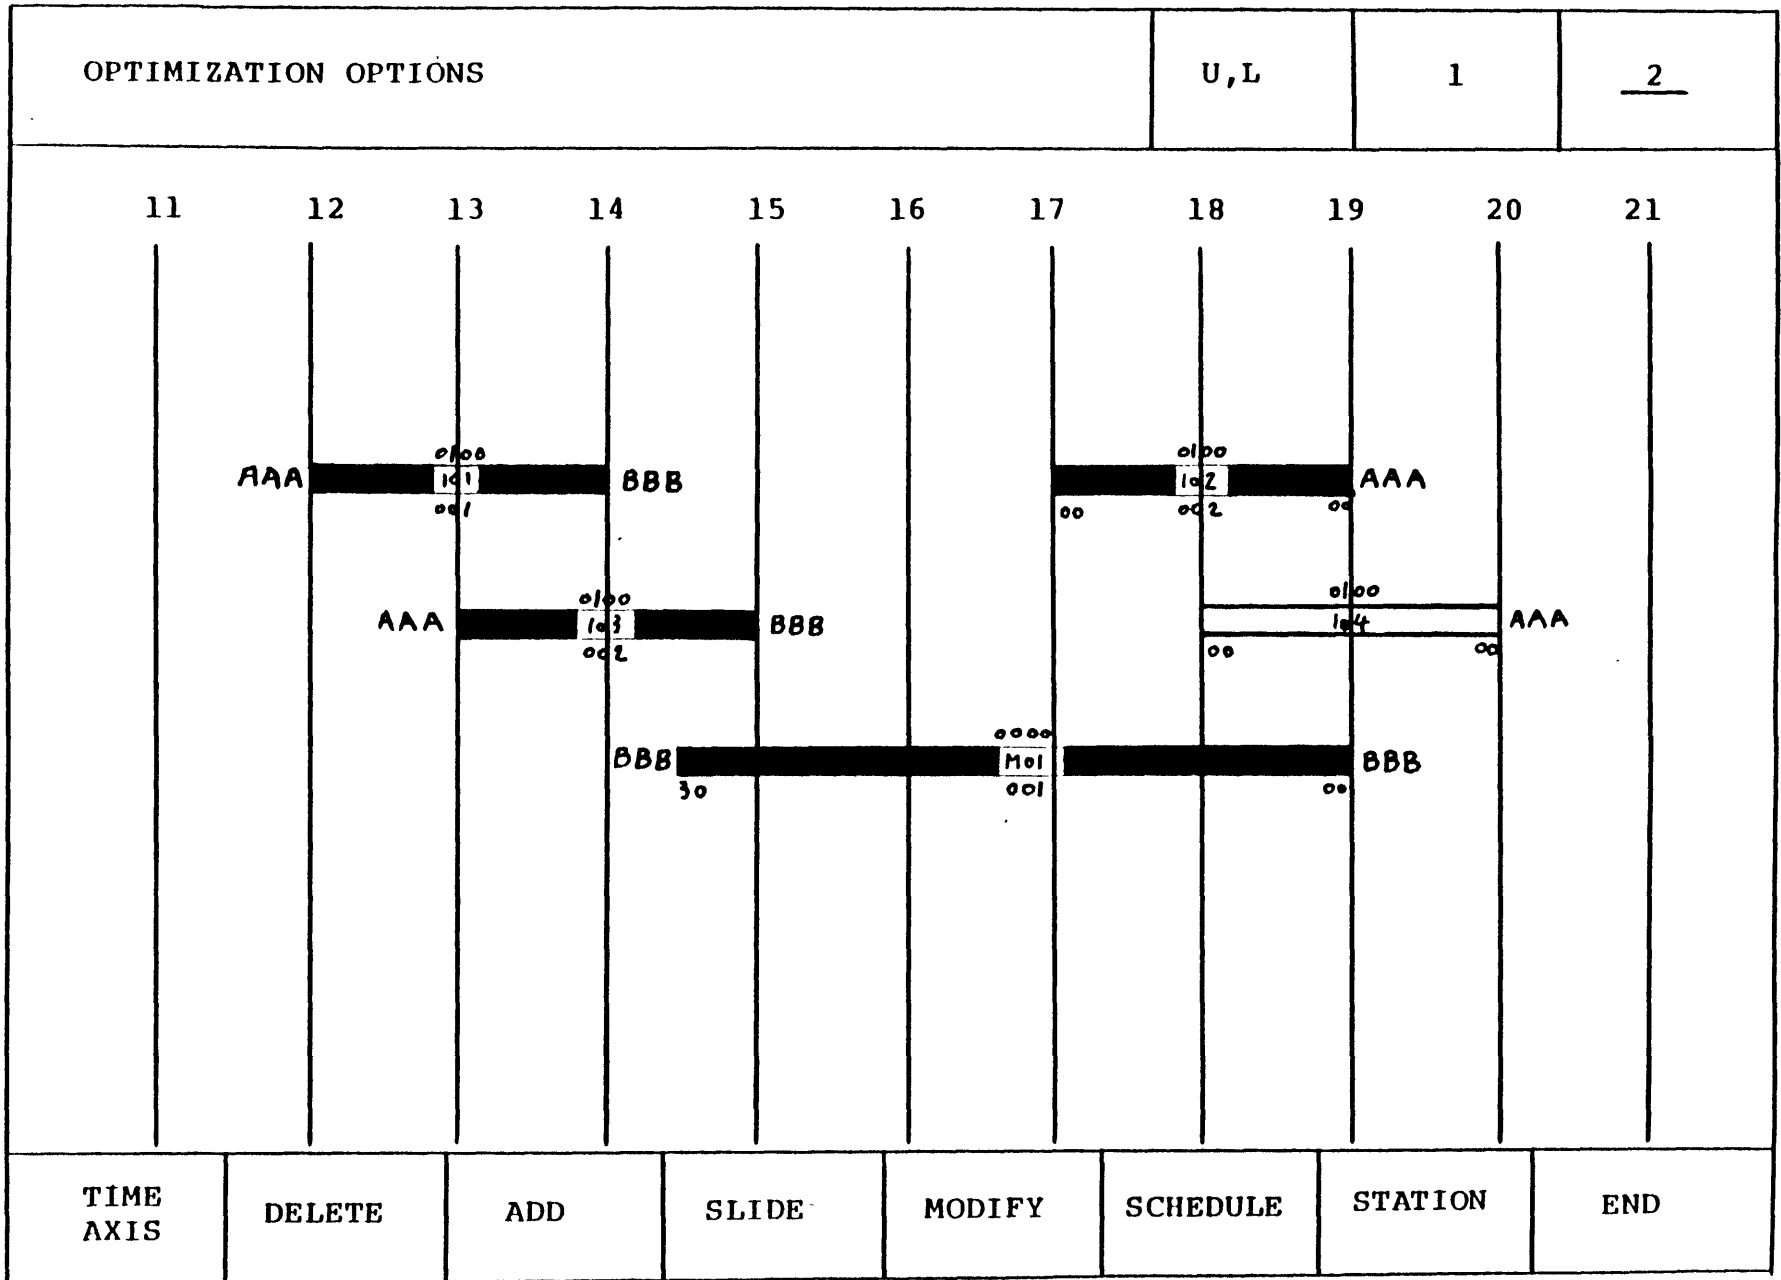 OPTIMIZATION OPTIONS U,L 1 2
11 12 13 14 15 16 17 18 19 20 21
0100 0100
AAA 101 BBB 102 AAA
001 00 002 00
0100 0100
AAA 103 BBB 104 AAA
002 00 00
0000
BBB M01 BBB
30 001 00
TIME AXIS DELETE ADD SLIDE MODIFY SCHEDULE STATION END